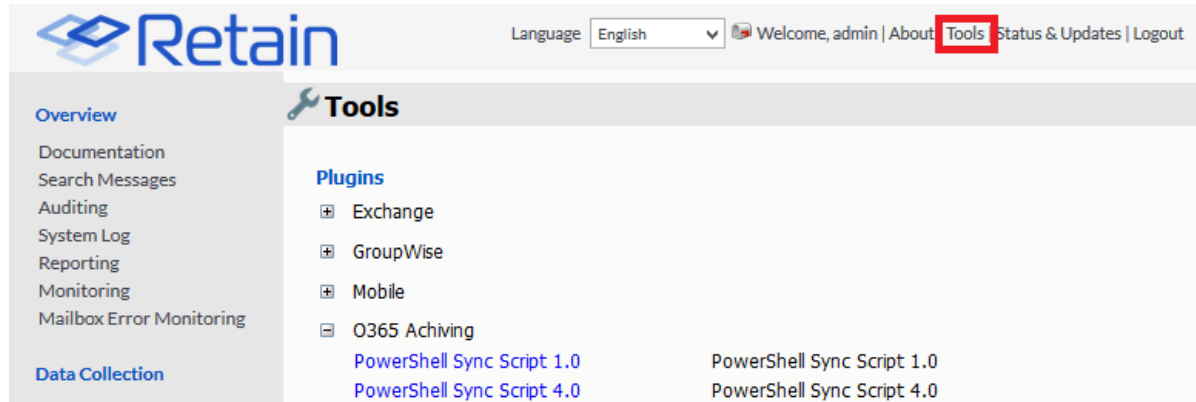 Retain
Language English Welcome, admin | About | Tools | Status & Updates | Logout
Tools
Overview
Documentation
Search Messages
Auditing
System Log
Reporting
Monitoring
Mailbox Error Monitoring
Data Collection
Plugins
Exchange
GroupWise
Mobile
O365 Achiving
PowerShell Sync Script 1.0 PowerShell Sync Script 1.0
PowerShell Sync Script 4.0 PowerShell Sync Script 4.0